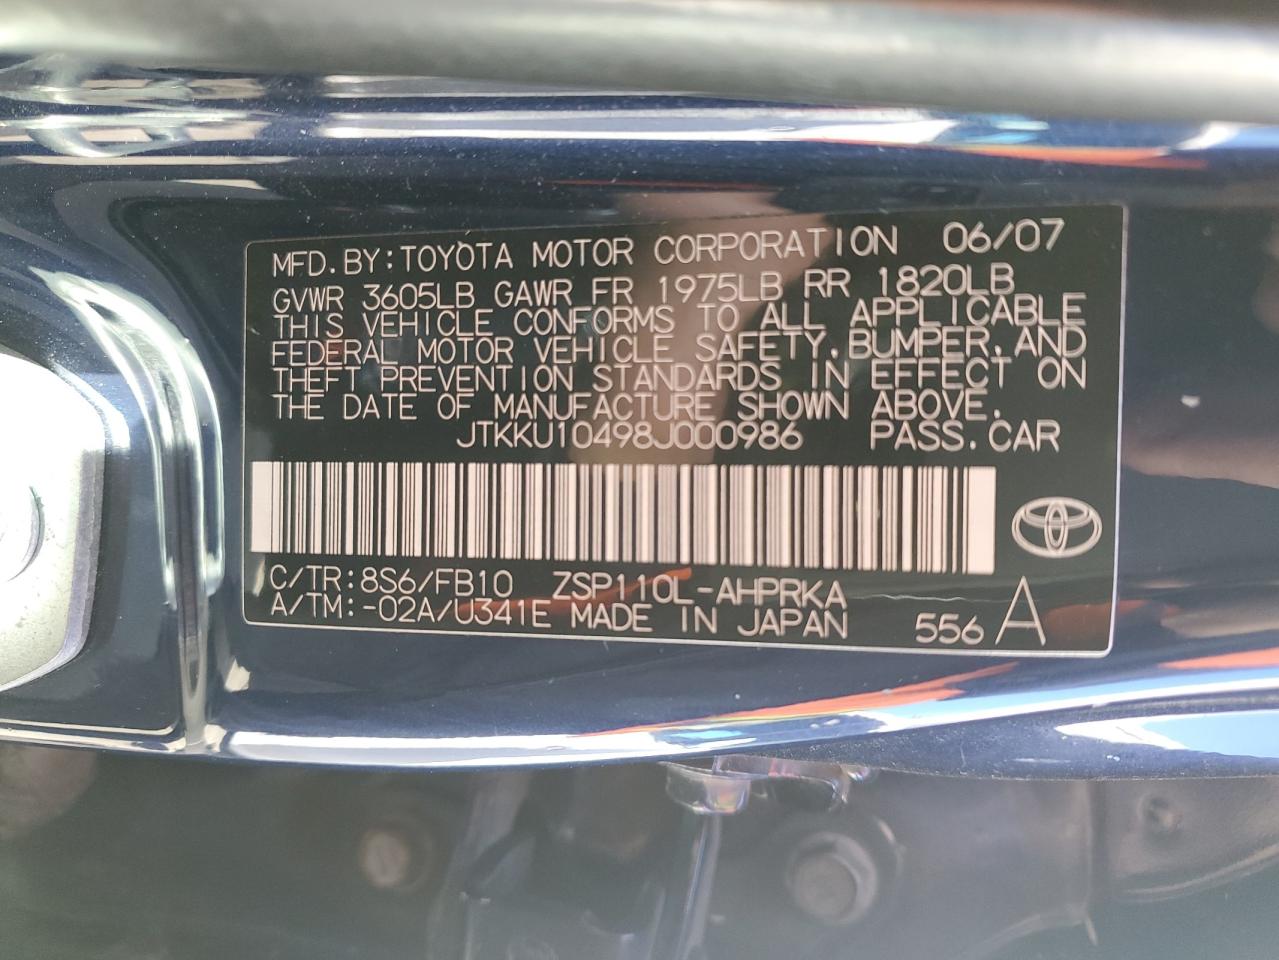 MFD.BY:TOYOTA MOTOR CORPORATION 06/07
GVWR 3605LB GAWR FR 1975LB RR 1820LB
THIS VEHICLE CONFORMS TO ALL APPLICABLE
FEDERAL MOTOR VEHICLE SAFETY,BUMPER,AND
THEFT PREVENTION STANDARDS IN EFFECT ON
THE DATE OF MANUFACTURE SHOWN ABOVE.
JTKKU10498J000986 PASS.CAR
C/TR:8S6/FB10 ZSP110L-AHPRKA
A/TM:-02A/U341E MADE IN JAPAN 556 A